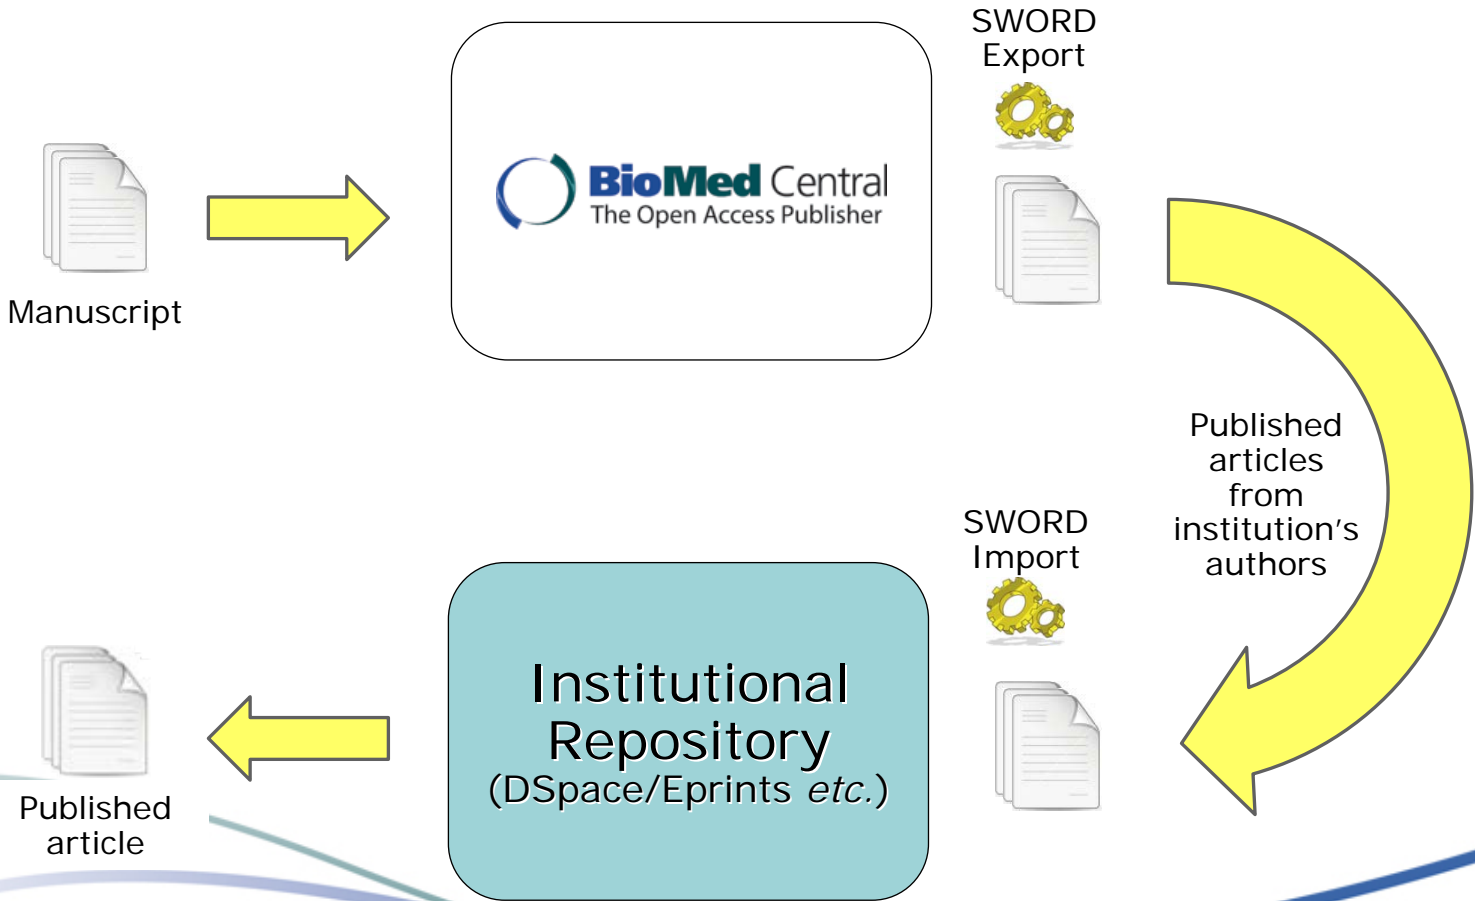 SWORD
Export
BioMed Central
The Open Access Publisher
Manuscript
Published
articles
from
institution's
authors
SWORD
Import
Institutional
Repository
(DSpace/Eprints etc.)
Published
article